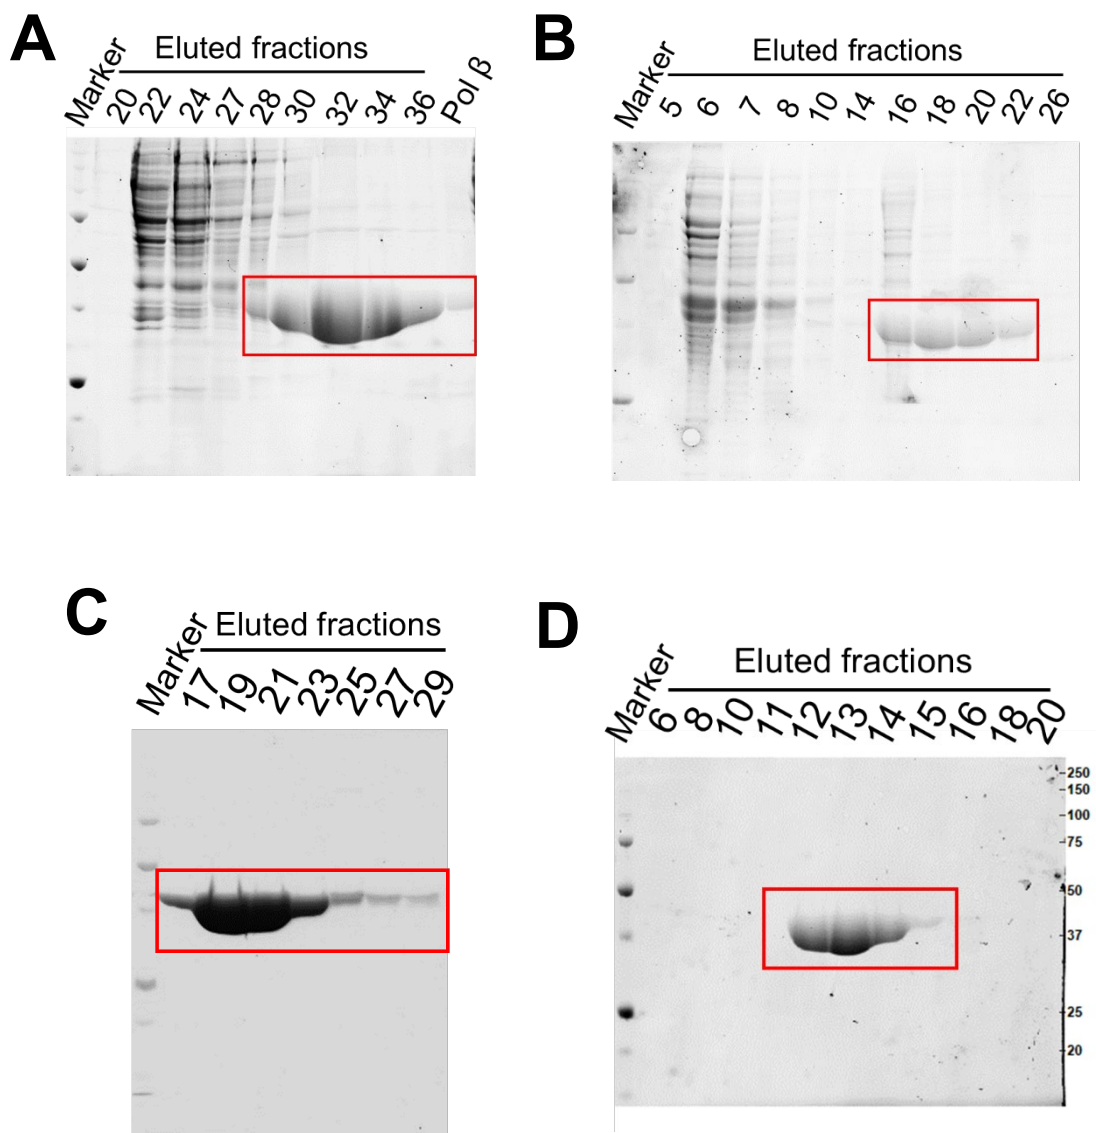 A
Eluted fractions
Marker 20 22 24 27 28 30 32 34 36 Pol β
B
Eluted fractions
Marker 5 6 7 8 10 14 16 18 20 22 26
C
Eluted fractions
Marker 17 19 21 23 25 27 29
D
Eluted fractions
Marker 6 8 10 11 12 13 14 15 16 18 20
250
150
100
75
50
37
25
20